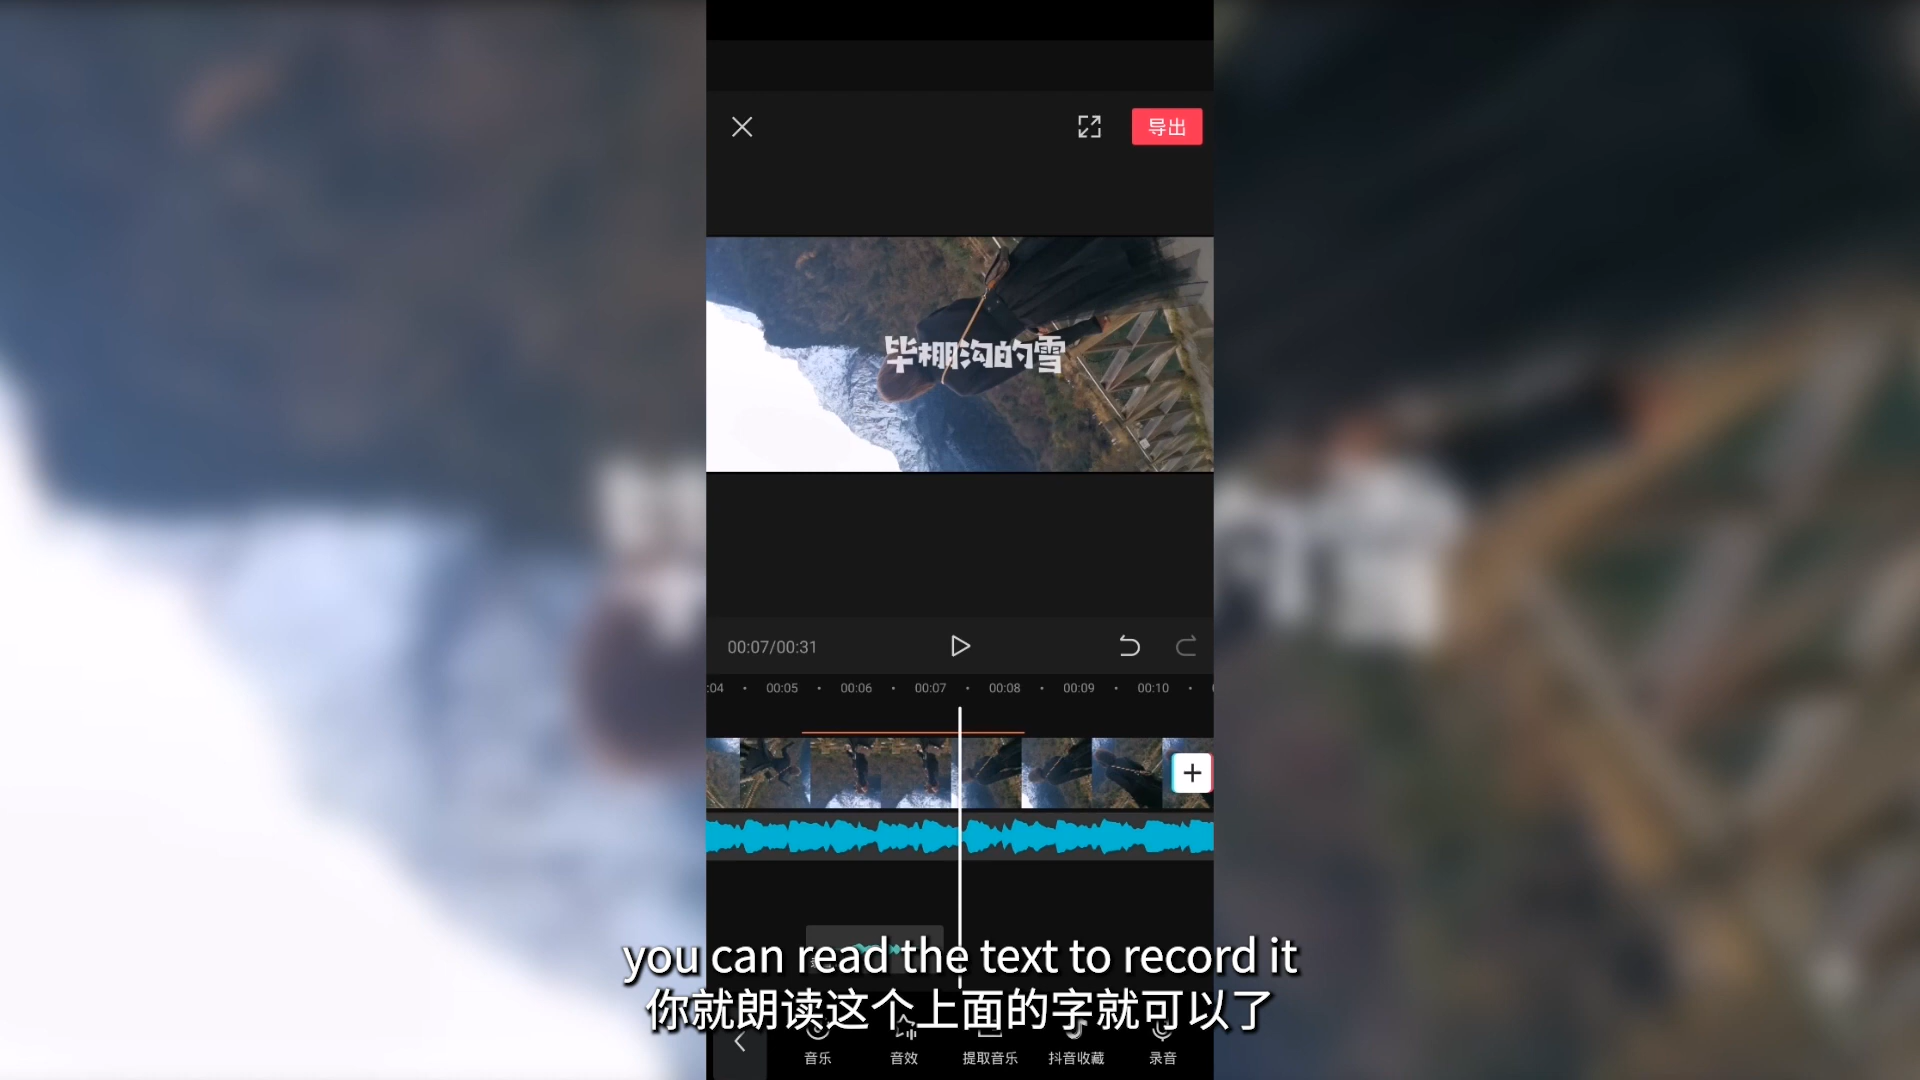 导出
毕棚沟的雪
00:07/00:31
:04 00:05 00:06 00:07 00:08 00:09 00:10
you can read the text to record it
你就朗读这个上面的字就可以了
音乐 音效 提取音乐 抖音收藏 录音